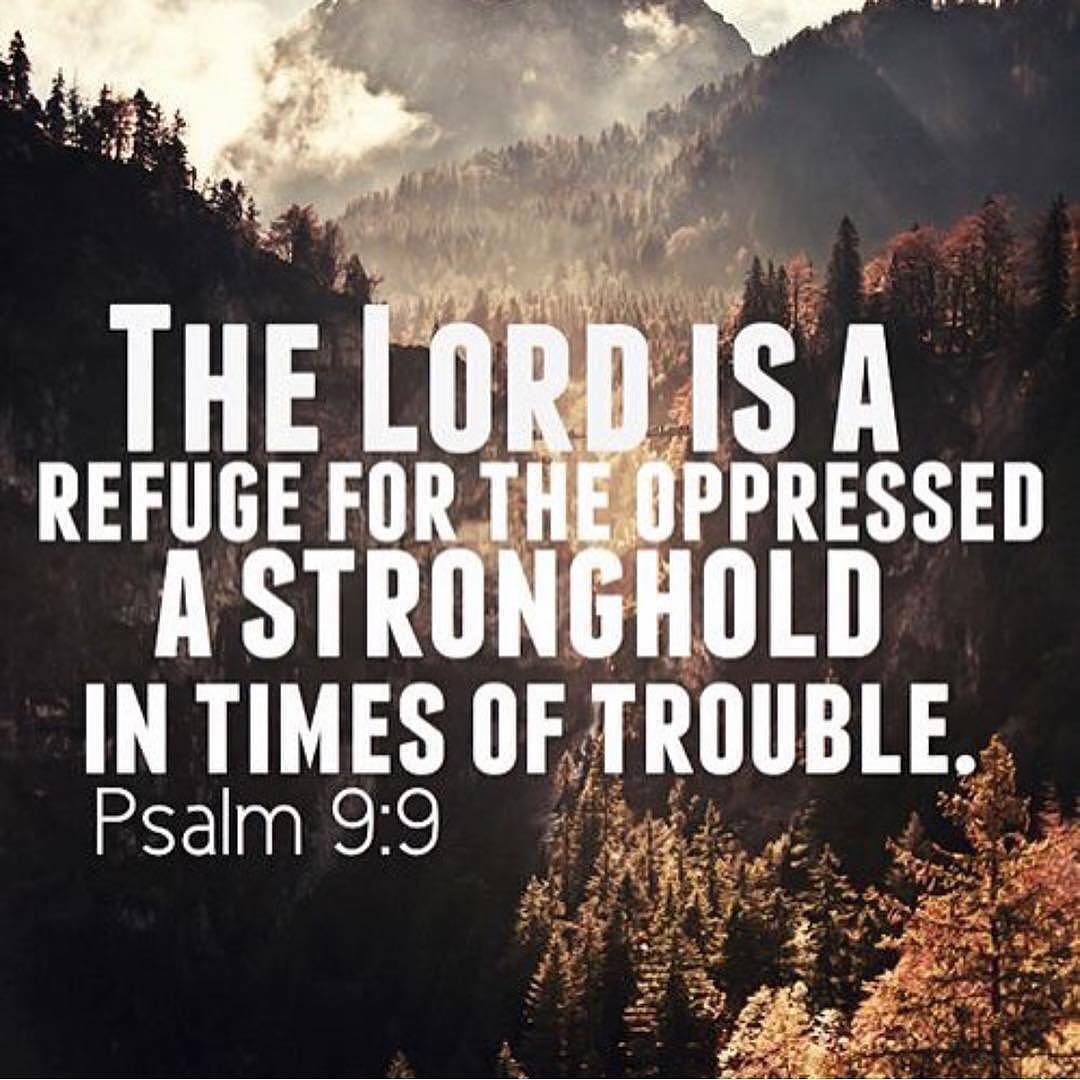 THE LORD IS A
REFUGE FOR THE OPPRESSED
A STRONGHOLD
IN TIMES OF TROUBLE.
Psalm 9:9